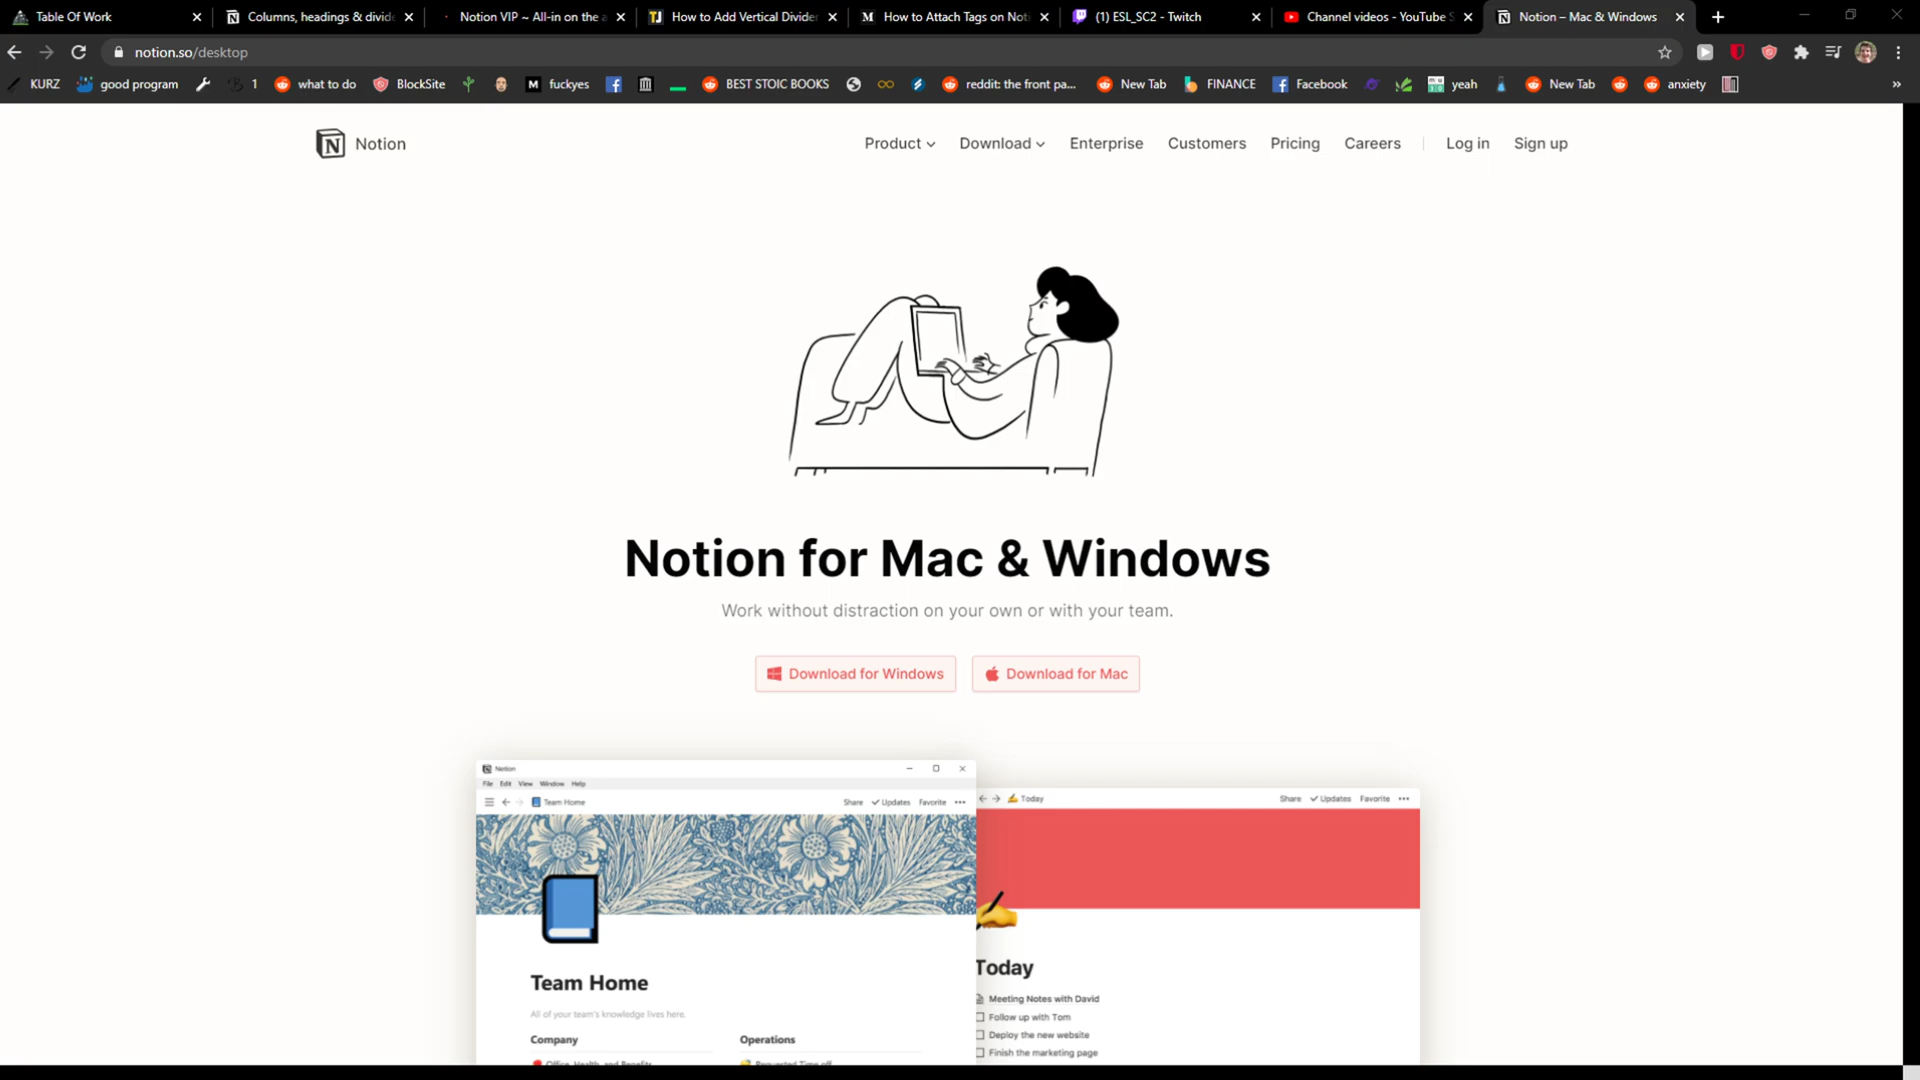 Table Of Work
Columns, headings & divide
Notion VIP ~ All-in on the a
TJ How to Add Vertical Divider
M How to Attach Tags on Noti
(1) ESL_SC2 - Twitch
Channel videos - YouTube S
Notion – Mac & Windows
notion.so/desktop
KURZ good program 1 what to do BlockSite M fuckyes BEST STOIC BOOKS reddit: the front pa... New Tab FINANCE Facebook yeah New Tab anxiety »
N Notion
Product Download Enterprise Customers Pricing Careers Log in Sign up
Notion for Mac & Windows
Work without distraction on your own or with your team.
Download for Windows Download for Mac
Notion
File Edit View Window Help
Team Home Share Updates Favorite •••
Today Share Updates Favorite •••
Team Home
All of your team's knowledge lives here.
Company Operations
Office, Health, and Benefits Requested Time off
Today
Meeting Notes with David
Follow up with Tom
Deploy the new website
Finish the marketing page